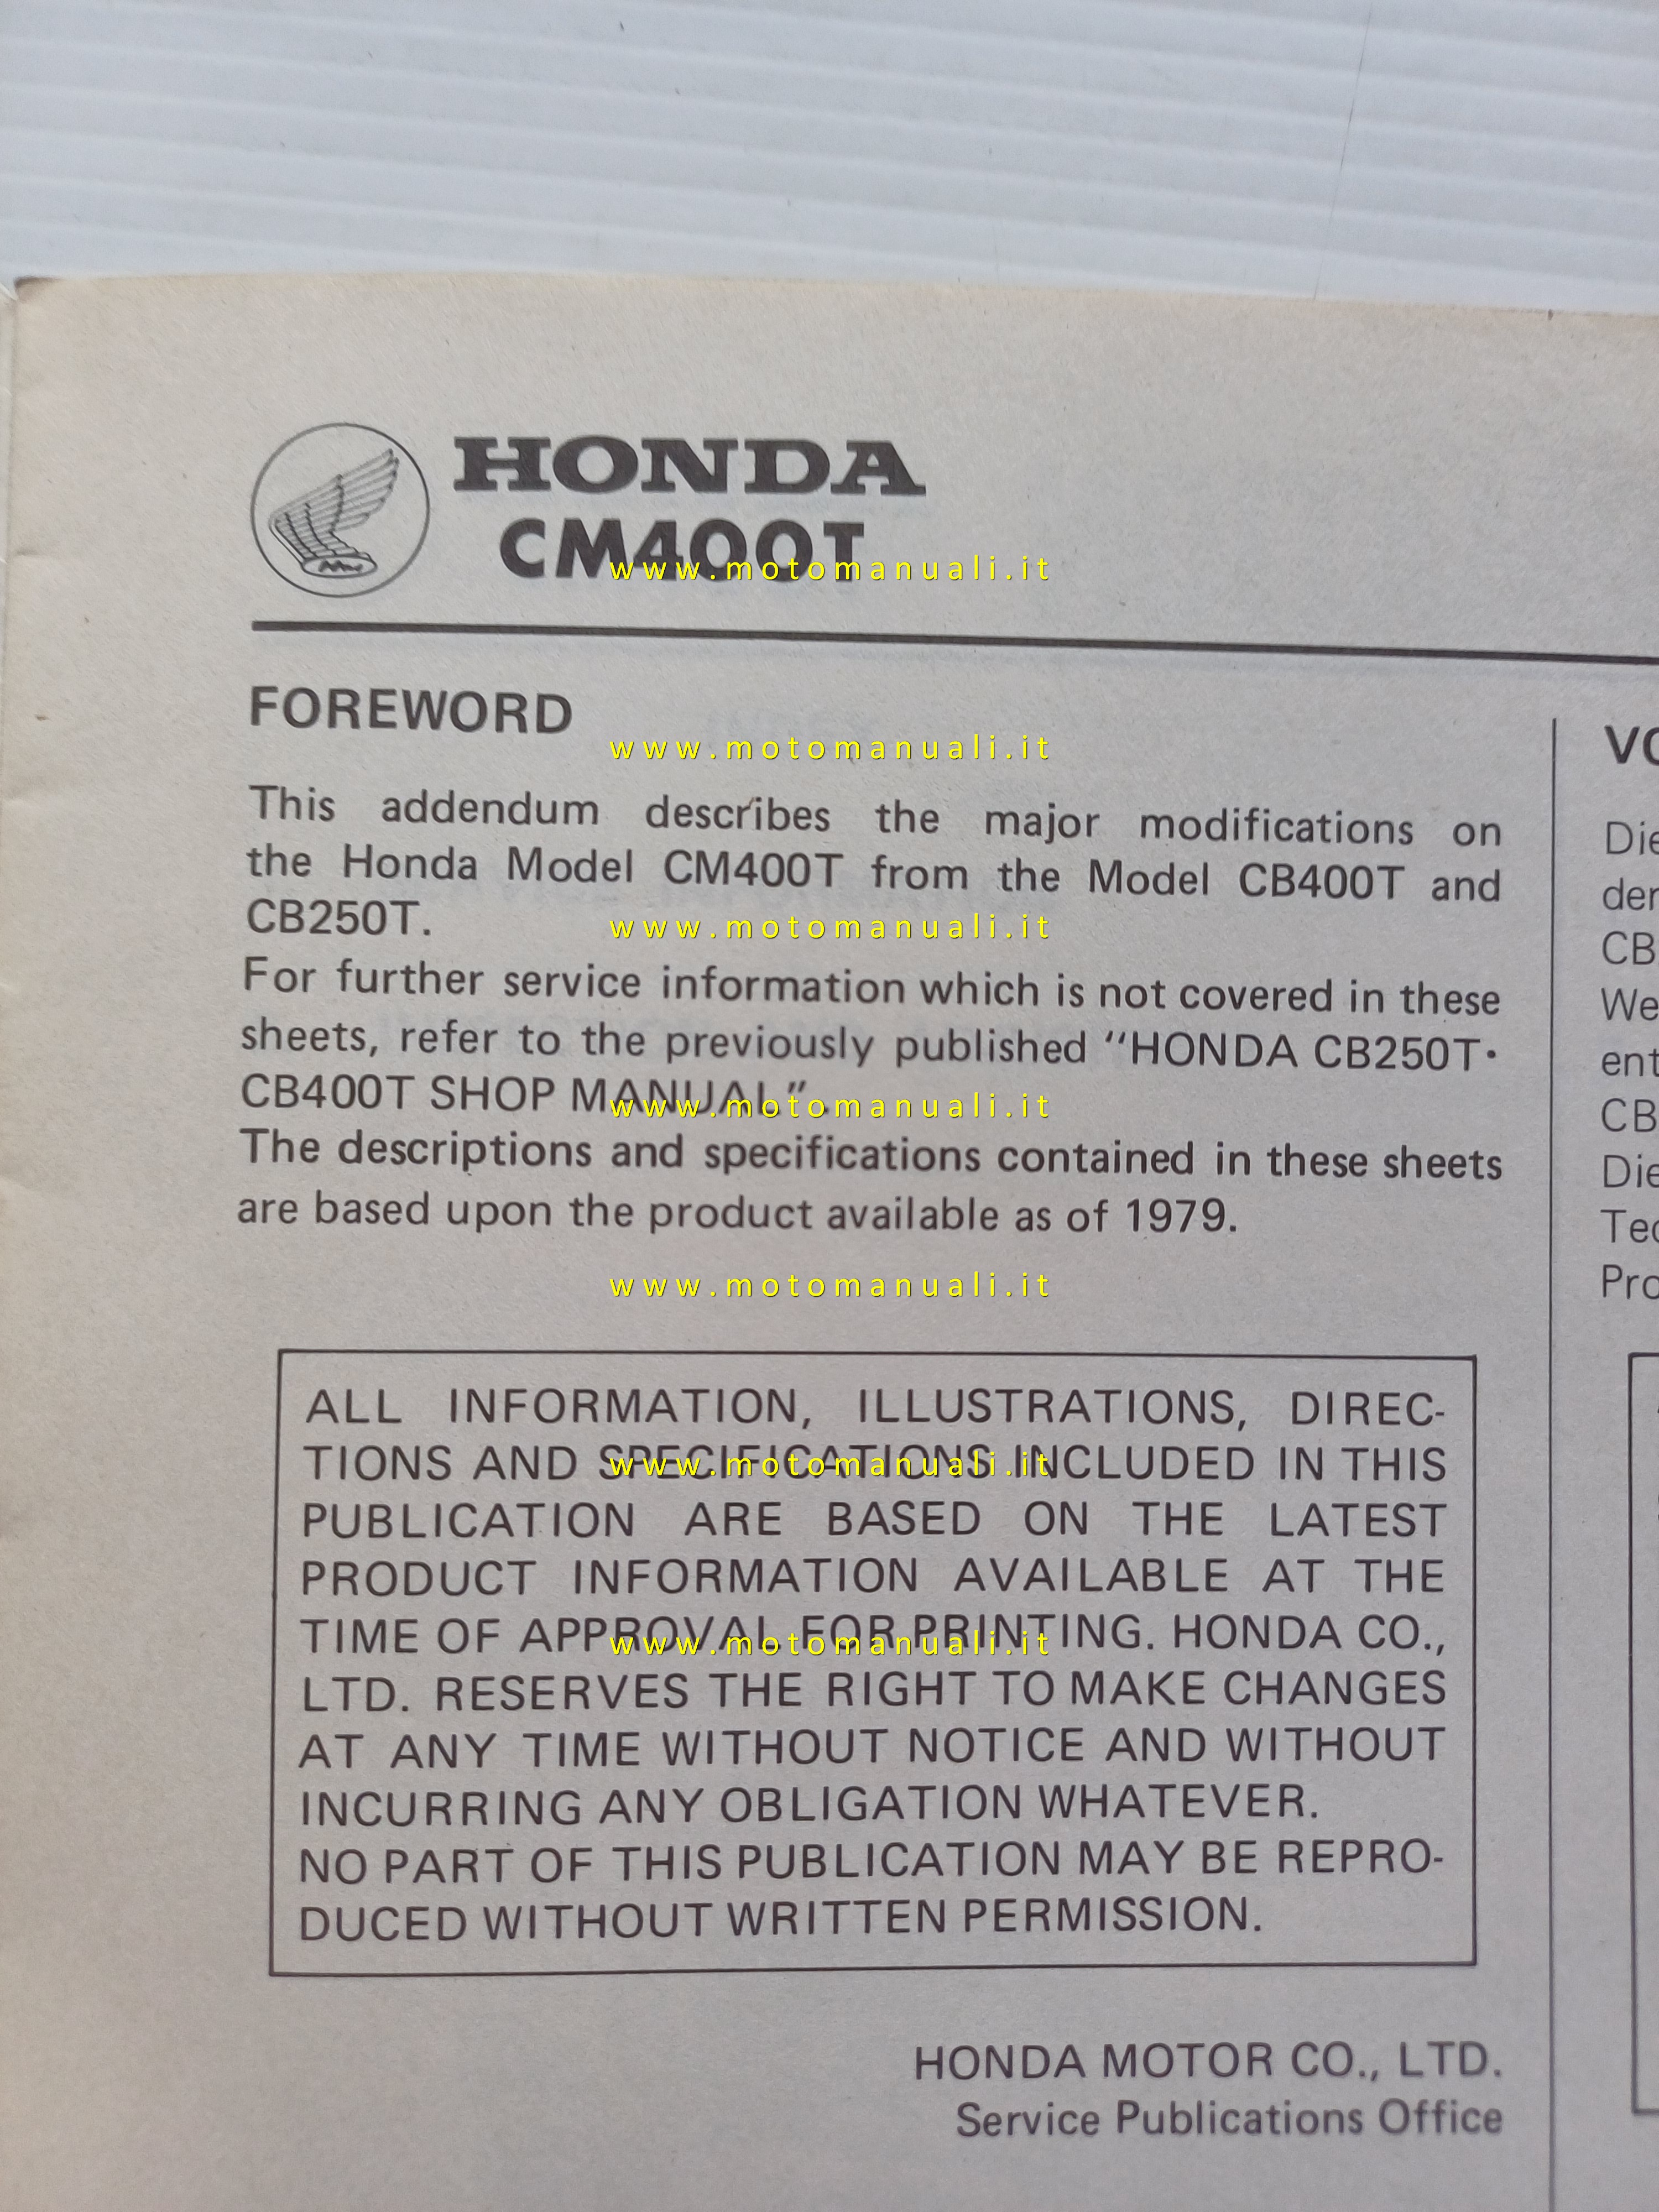 HONDA
CM400T
www.motomanuali.it
FOREWORD
www.motomanuali.it
This addendum describes the major modifications on
the Honda Model CM400T from the Model CB400T and
CB250T.
www.motomanuali.it
For further service information which is not covered in these
sheets, refer to the previously published "HONDA CB250T·
CB400T SHOP MANUAL".
www.motomanuali.it
The descriptions and specifications contained in these sheets
are based upon the product available as of 1979.
www.motomanuali.it
ALL INFORMATION, ILLUSTRATIONS, DIREC-
TIONS AND SPECIFICATIONS INCLUDED IN THIS
www.motomanuali.it
PUBLICATION ARE BASED ON THE LATEST
PRODUCT INFORMATION AVAILABLE AT THE
TIME OF APPROVAL FOR PRINTING. HONDA CO.,
www.motomanuali.it
LTD. RESERVES THE RIGHT TO MAKE CHANGES
AT ANY TIME WITHOUT NOTICE AND WITHOUT
INCURRING ANY OBLIGATION WHATEVER.
NO PART OF THIS PUBLICATION MAY BE REPRO-
DUCED WITHOUT WRITTEN PERMISSION.
HONDA MOTOR CO., LTD.
Service Publications Office
Die
CB
We
CB
Die